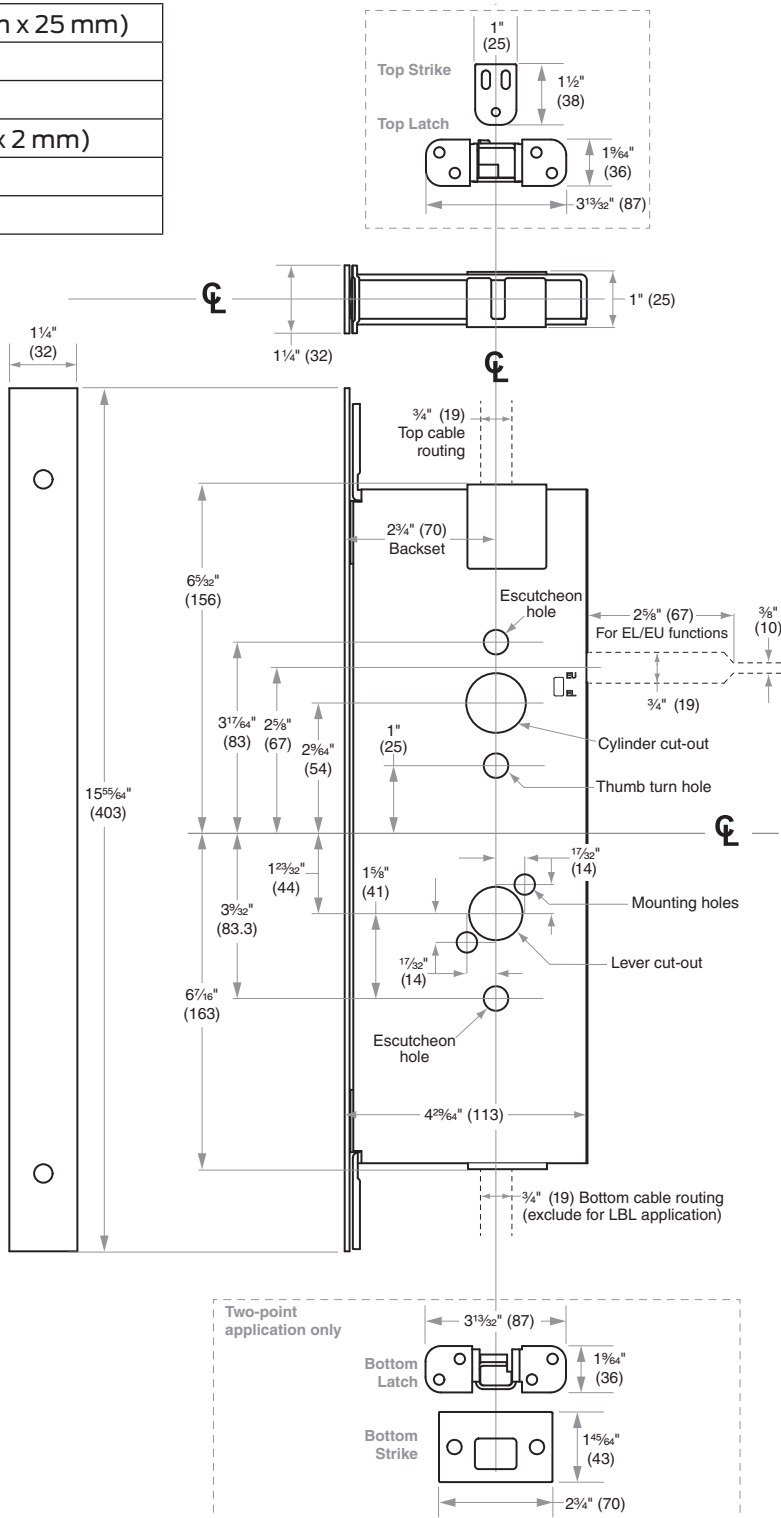 n x 25 mm)
x 2 mm)
1"
(25)
Top Strike
1½"
(38)
Top Latch
1⁹⁄₆₄"
(36)
3¹³⁄₃₂" (87)
℄
1" (25)
1¼" (32)
℄
1¼"
(32)
¾" (19)
Top cable
routing
2¾" (70)
Backset
6⁵⁄₃₂"
(156)
Escutcheon
hole
2⅝" (67)
For EL/EU functions
⅜"
(10)
EU
EL
¾" (19)
3¹⁷⁄₆₄"
(83)
2⅝"
(67)
2⁹⁄₆₄"
(54)
1"
(25)
Cylinder cut-out
Thumb turn hole
15⁵⁵⁄₆₄"
(403)
℄
1²³⁄₃₂"
(44)
1⅝"
(41)
¹⁷⁄₃₂"
(14)
3⁹⁄₃₂"
(83.3)
Mounting holes
¹⁷⁄₃₂"
(14)
Lever cut-out
6⁷⁄₁₆"
(163)
Escutcheon
hole
4²⁹⁄₆₄" (113)
¾" (19) Bottom cable routing
(exclude for LBL application)
Two-point
application only
3¹³⁄₃₂" (87)
Bottom
Latch
1⁹⁄₆₄"
(36)
Bottom
Strike
1⁴⁵⁄₆₄"
(43)
2¾" (70)